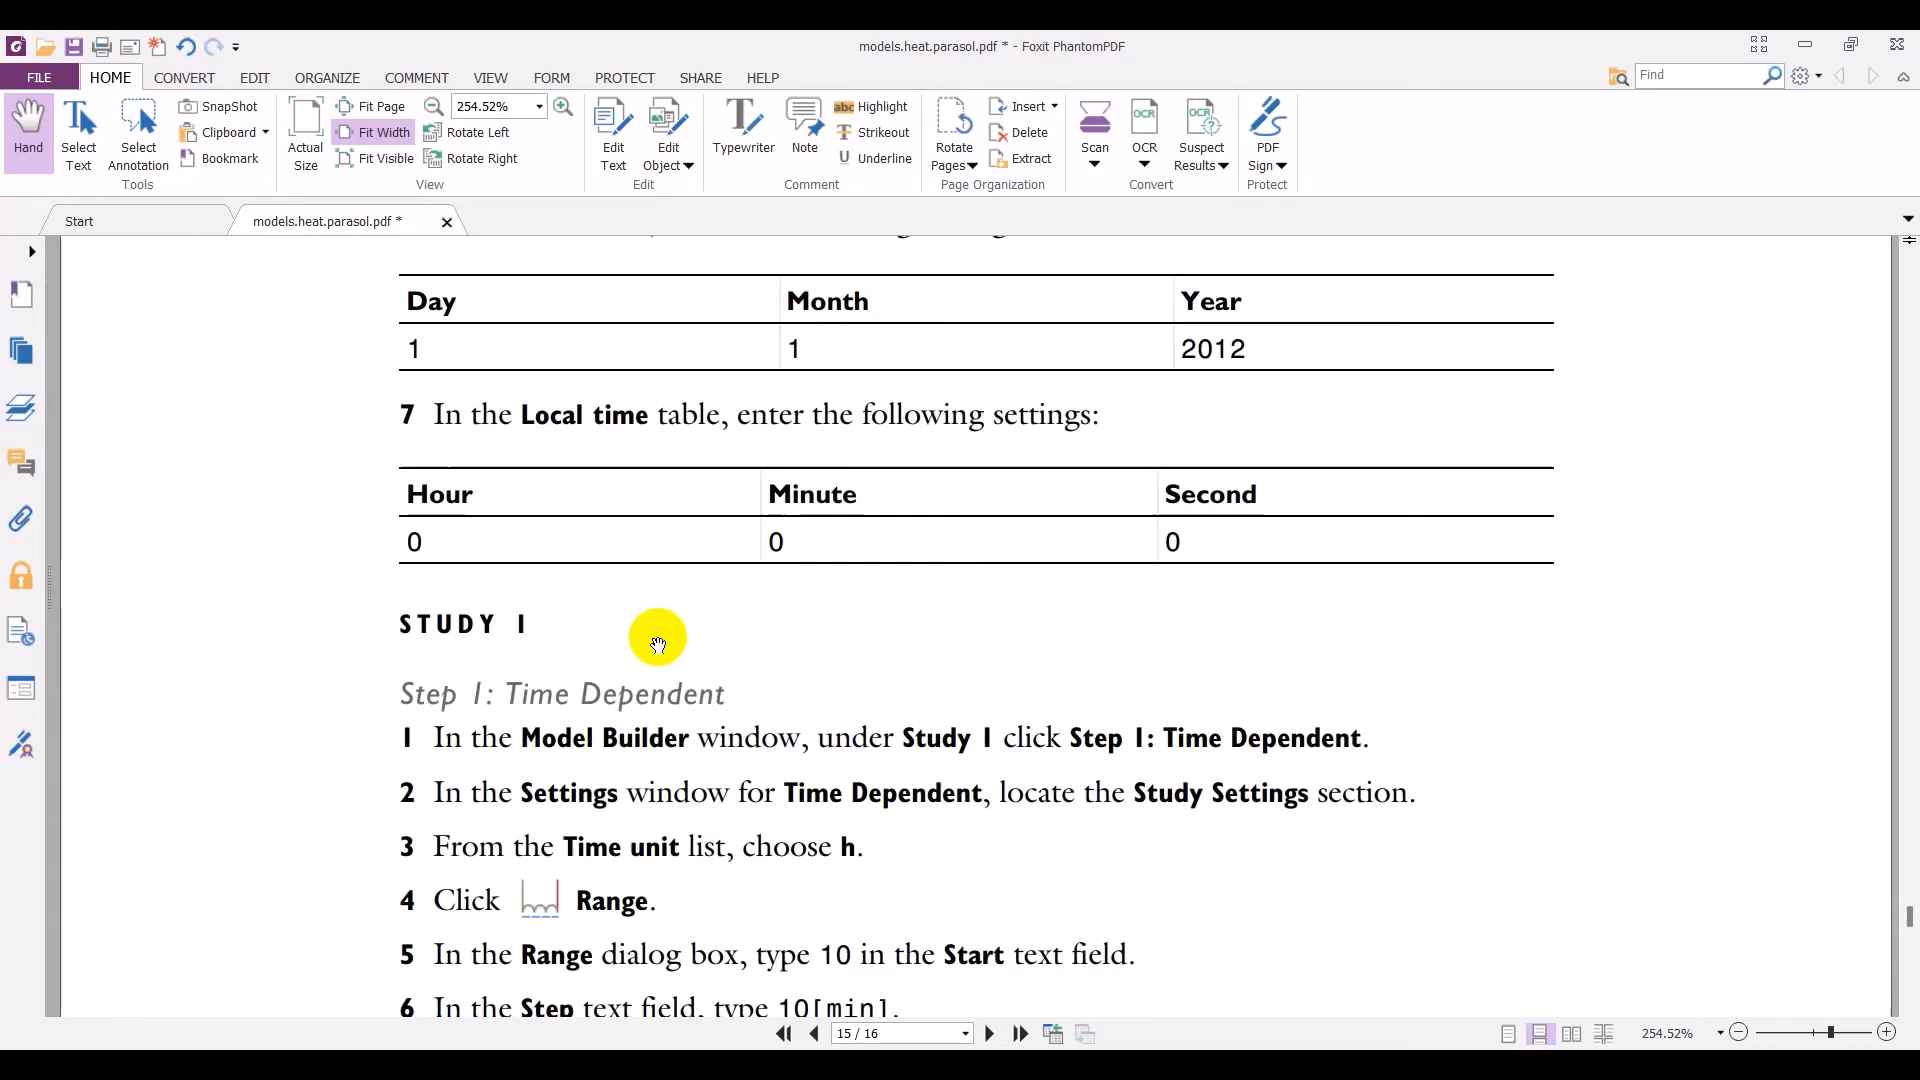 models.heat.parasol.pdf * - Foxit PhantomPDF
FILE HOME CONVERT EDIT ORGANIZE COMMENT VIEW FORM PROTECT SHARE HELP Find
Hand
Select Text
Select Annotation
SnapShot
Clipboard
Bookmark
Tools
Actual Size
Fit Page
Fit Width
Fit Visible
254.52%
Rotate Left
Rotate Right
View
Edit Text
Edit Object
Edit
Typewriter
Note
abc Highlight
Strikeout
U Underline
Comment
Rotate Pages
Insert
Delete
Extract
Page Organization
Scan
OCR
OCR
OCR
Suspect Results
Convert
PDF Sign
Protect
Start models.heat.parasol.pdf *
Day Month Year
1 1 2012
7 In the Local time table, enter the following settings:
Hour Minute Second
0 0 0
STUDY 1
Step 1: Time Dependent
1 In the Model Builder window, under Study 1 click Step 1: Time Dependent.
2 In the Settings window for Time Dependent, locate the Study Settings section.
3 From the Time unit list, choose h.
4 Click Range.
5 In the Range dialog box, type 10 in the Start text field.
6 In the Step text field, type 10[min].
15 / 16 254.52%